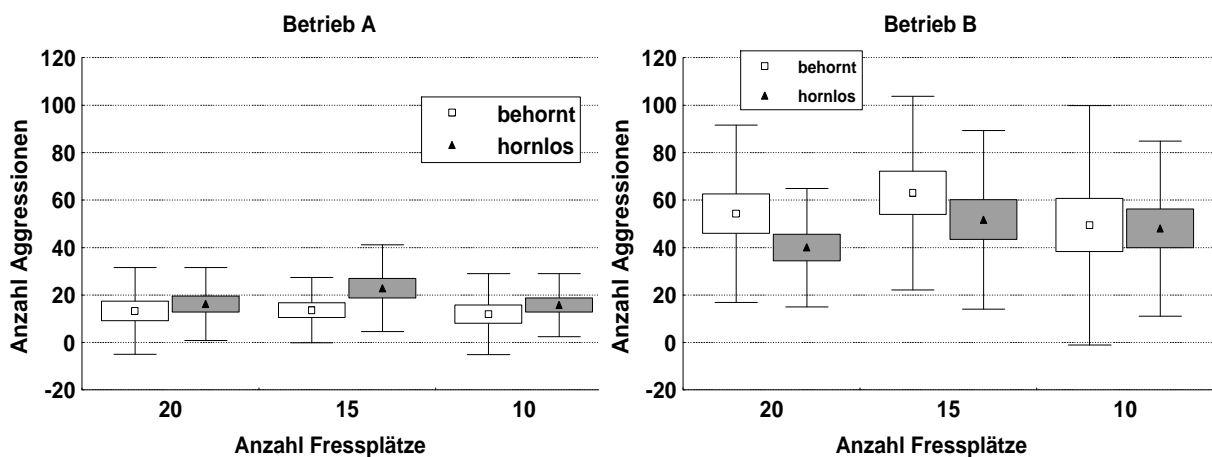 Betrieb A
Anzahl Aggressionen
120
100
80
60
40
20
0
-20
behornt
hornlos
20 15 10
Anzahl Fressplätze
Betrieb B
Anzahl Aggressionen
120
100
80
60
40
20
0
-20
behornt
hornlos
20 15 10
Anzahl Fressplätze